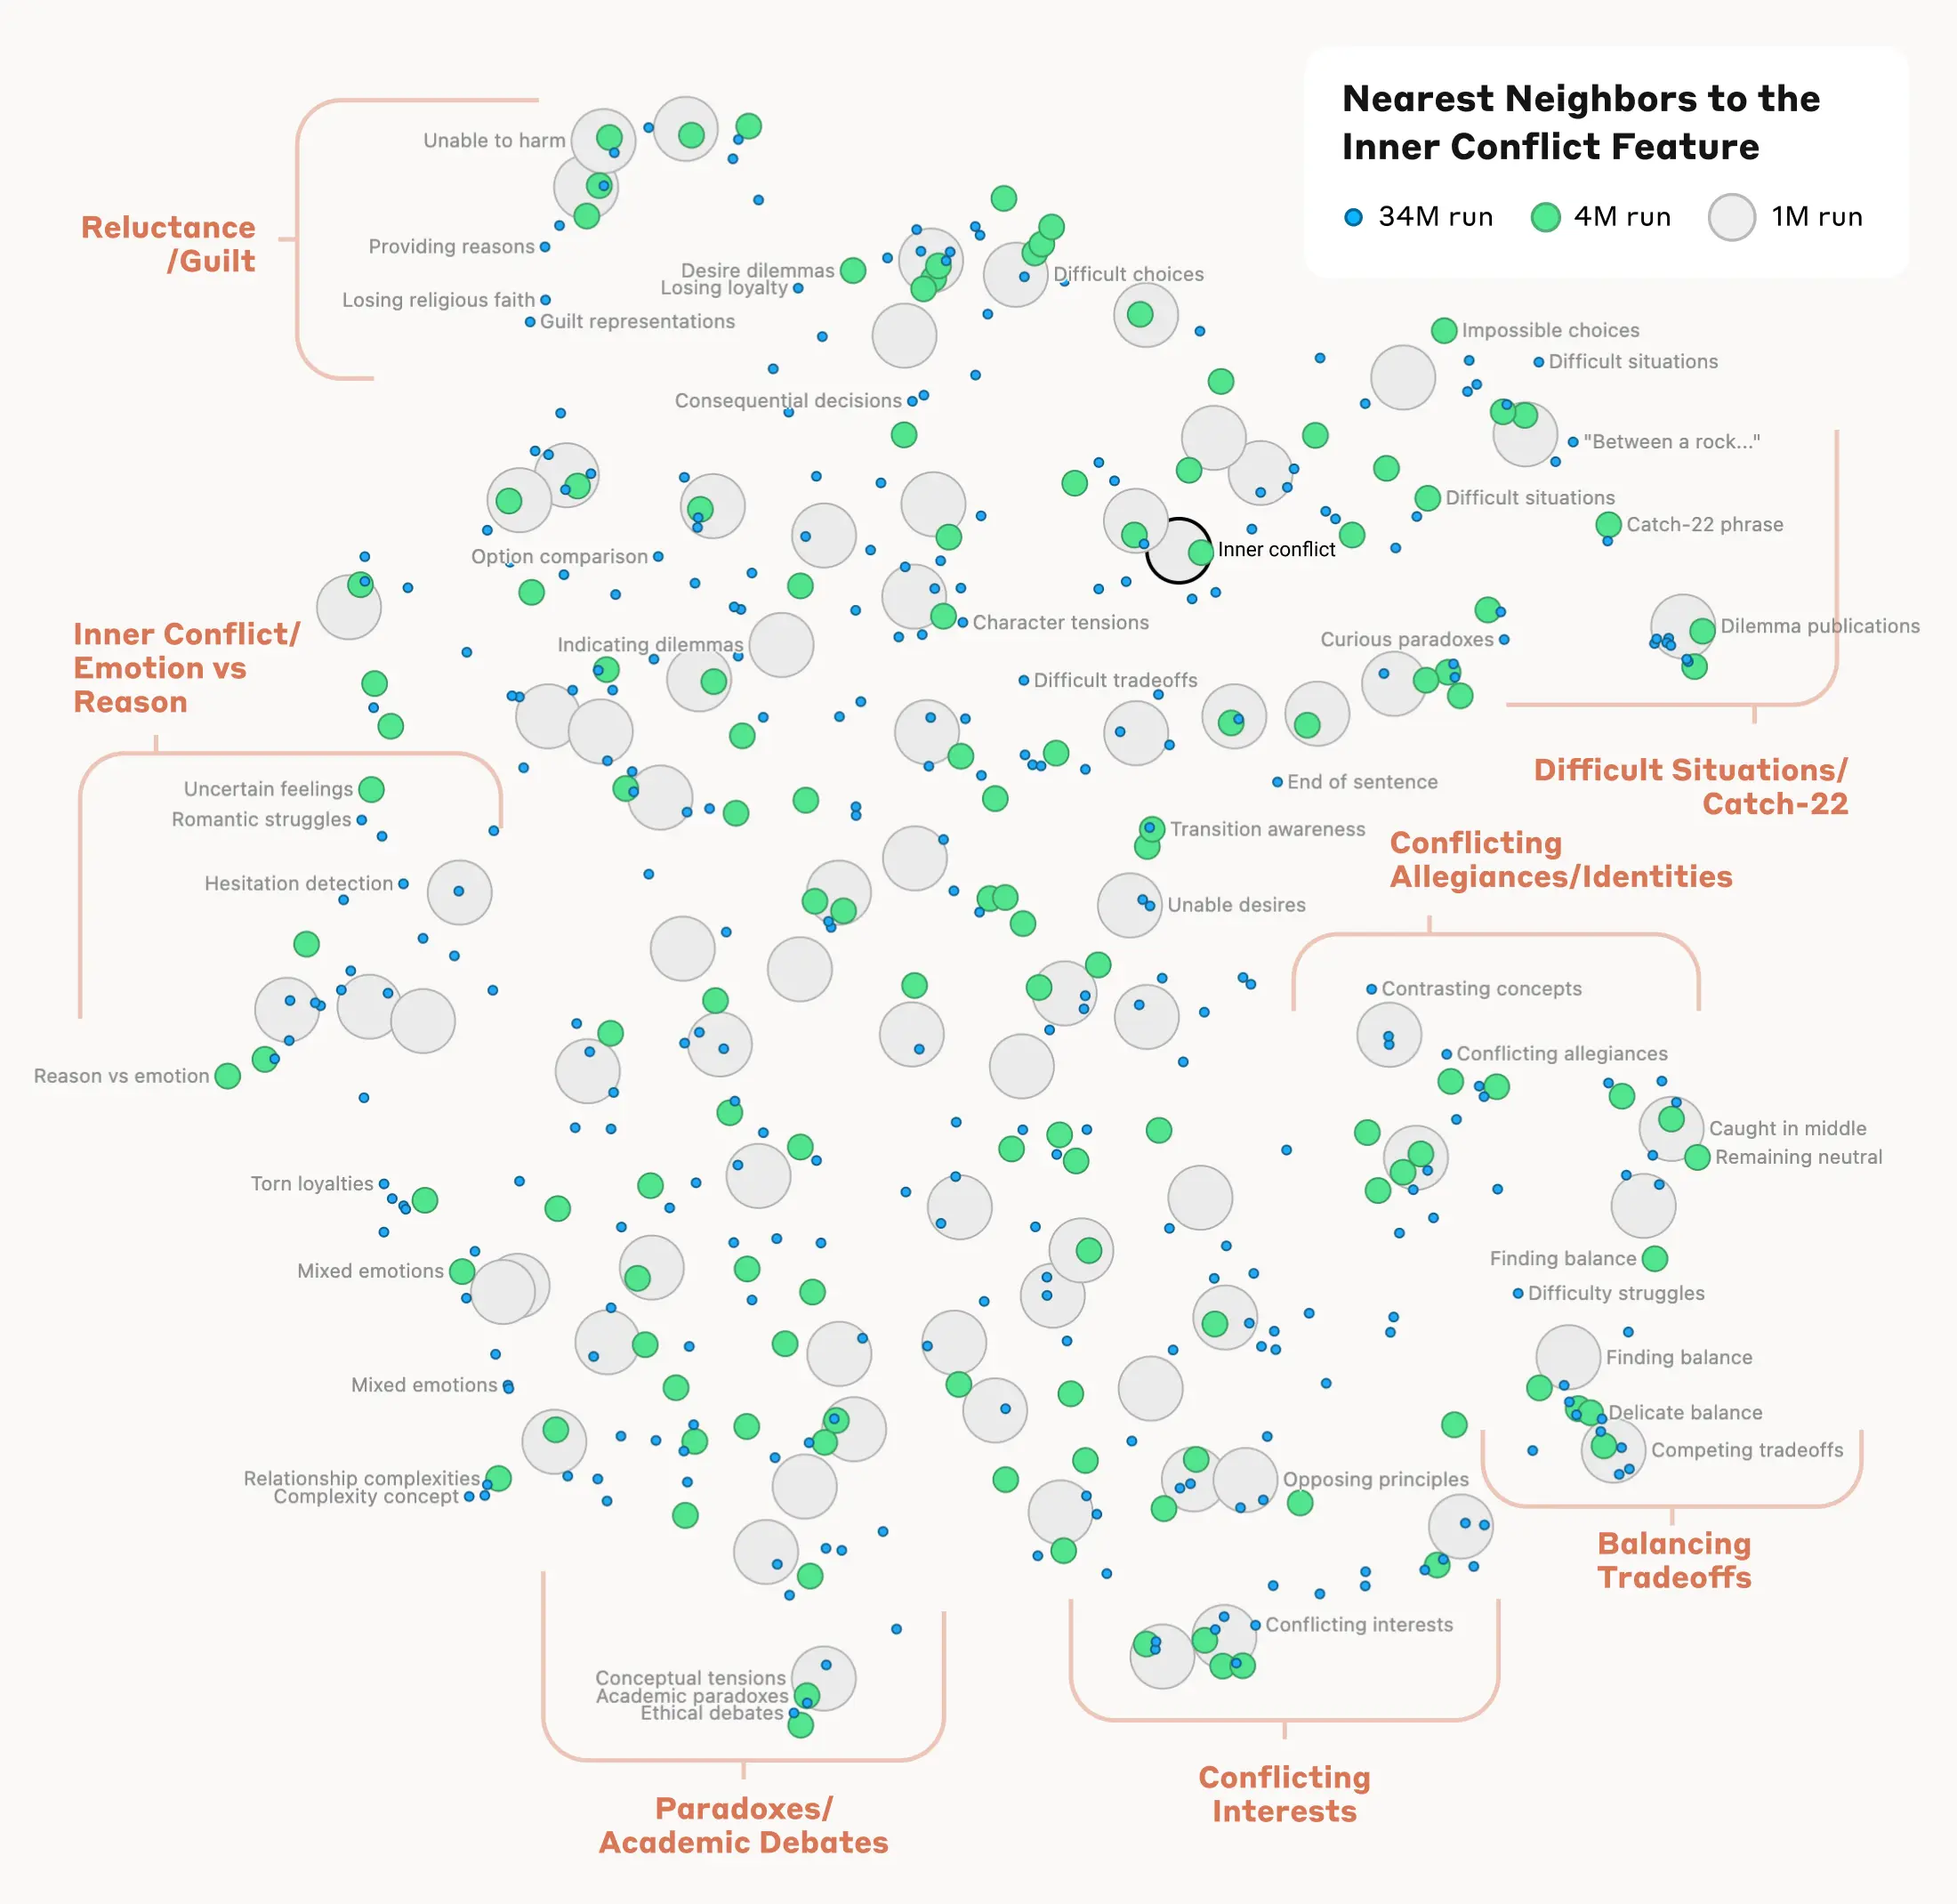 Nearest Neighbors to the
Inner Conflict Feature
34M run
4M run
1M run
Unable to harm
Reluctance
/Guilt
Providing reasons
Losing religious faith
Guilt representations
Desire dilemmas
Losing loyalty
Difficult choices
Consequential decisions
Impossible choices
Difficult situations
"Between a rock..."
Difficult situations
Catch-22 phrase
Option comparison
Inner conflict
Character tensions
Indicating dilemmas
Curious paradoxes
Dilemma publications
Inner Conflict/
Emotion vs
Reason
Difficult tradeoffs
End of sentence
Difficult Situations/
Catch-22
Uncertain feelings
Romantic struggles
Transition awareness
Conflicting
Allegiances/Identities
Hesitation detection
Unable desires
Contrasting concepts
Conflicting allegiances
Reason vs emotion
Caught in middle
Remaining neutral
Torn loyalties
Finding balance
Mixed emotions
Difficulty struggles
Finding balance
Mixed emotions
Delicate balance
Competing tradeoffs
Relationship complexities
Complexity concept
Opposing principles
Balancing
Tradeoffs
Conflicting interests
Conceptual tensions
Academic paradoxes
Ethical debates
Conflicting
Interests
Paradoxes/
Academic Debates